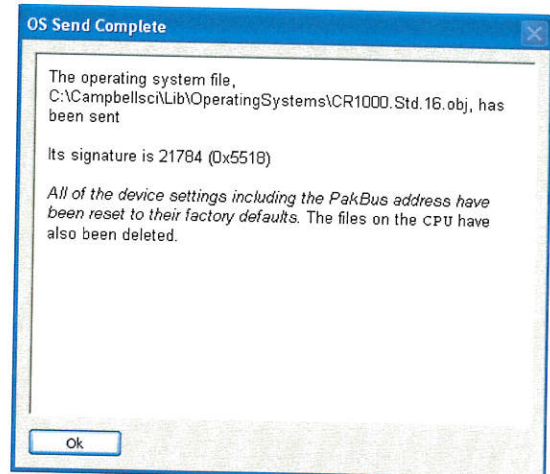 OS Send Complete
The operating system file,
C:\Campbellsci\Lib\OperatingSystems\CR1000.Std.16.obj, has
been sent
Its signature is 21784 (0x5518)
All of the device settings including the PakBus address have
been reset to their factory defaults. The files on the CPU have
also been deleted.
Ok